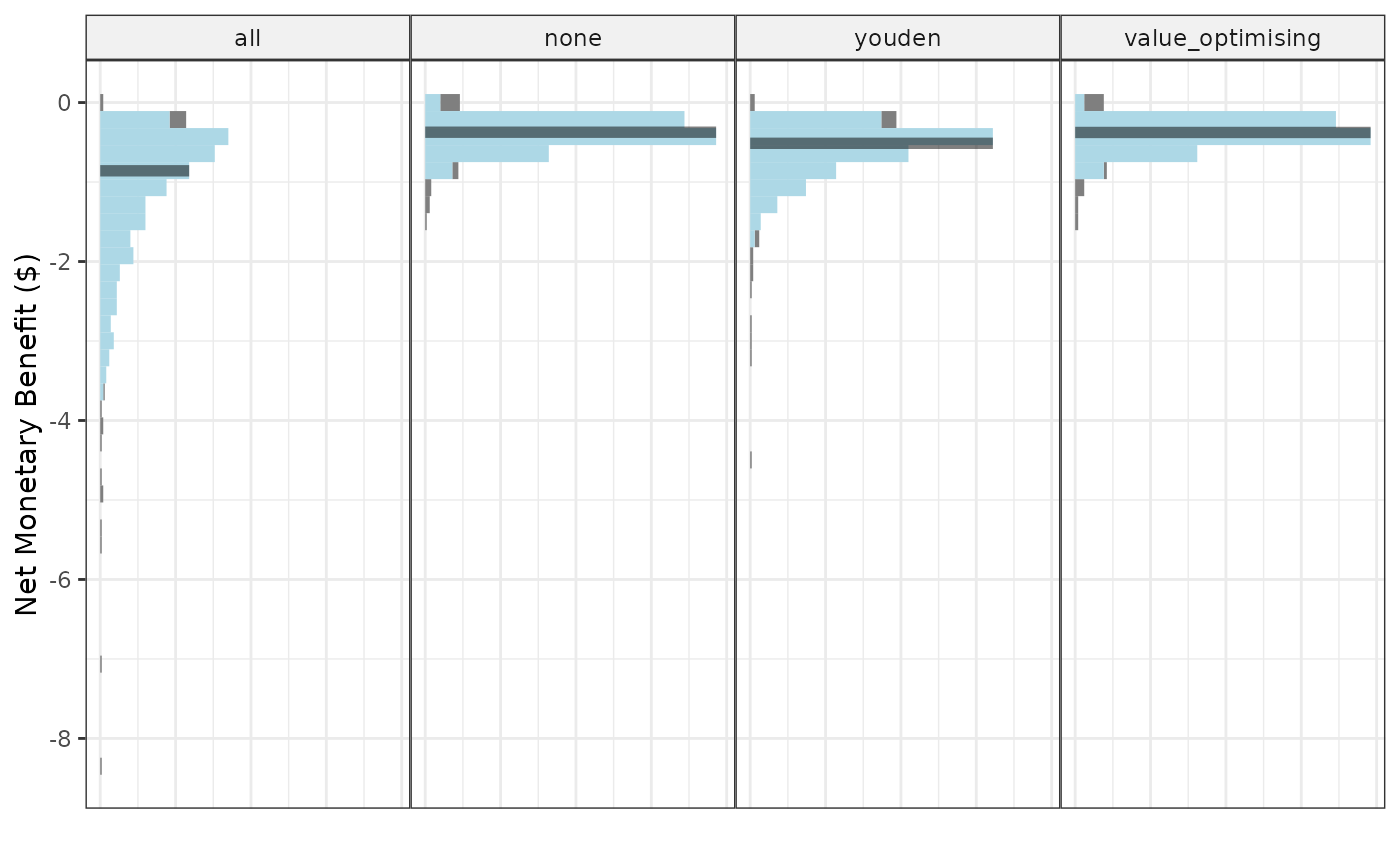 all
none
youden
value_optimising
Net Monetary Benefit ($)
0
-2
-4
-6
-8